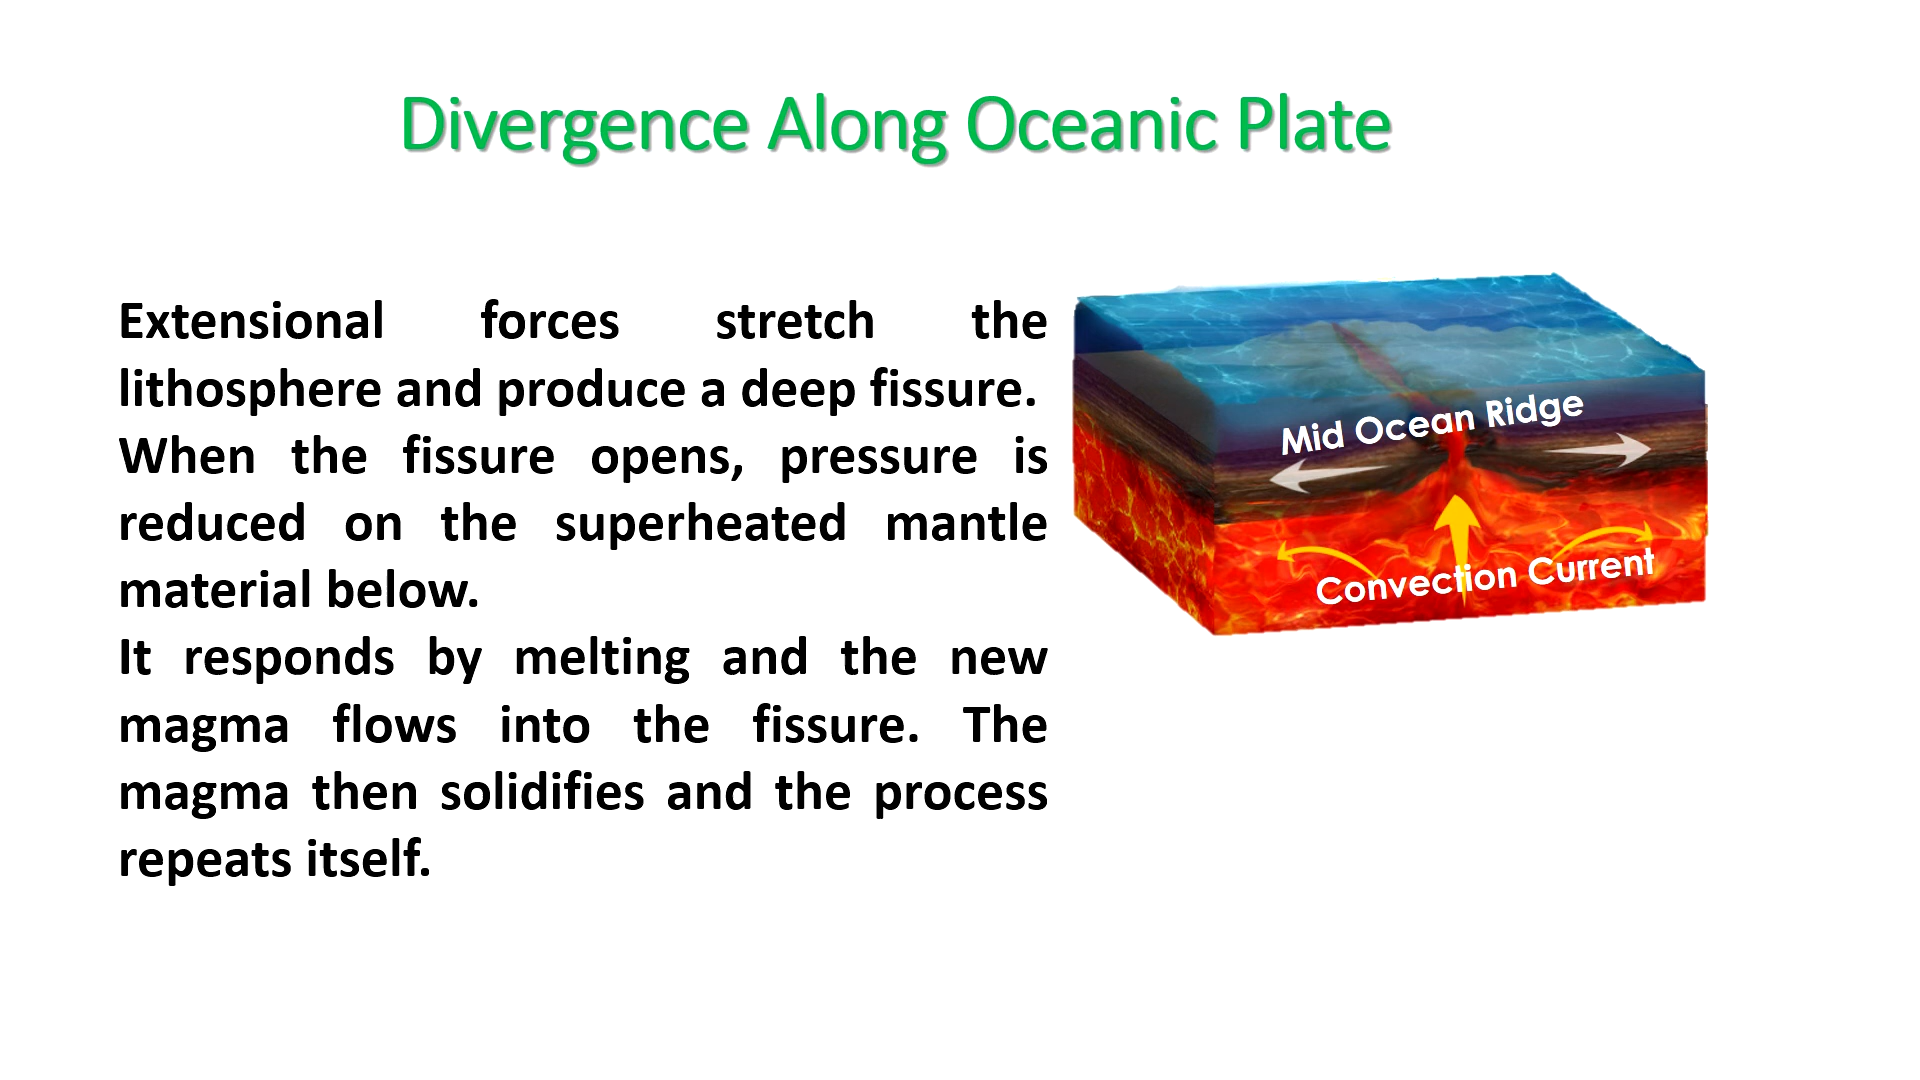 Divergence Along Oceanic Plate
Extensional forces stretch the
lithosphere and produce a deep fissure.
When the fissure opens, pressure is
reduced on the superheated mantle
material below.
It responds by melting and the new
magma flows into the fissure. The
magma then solidifies and the process
repeats itself.
Mid Ocean Ridge
Convection Current